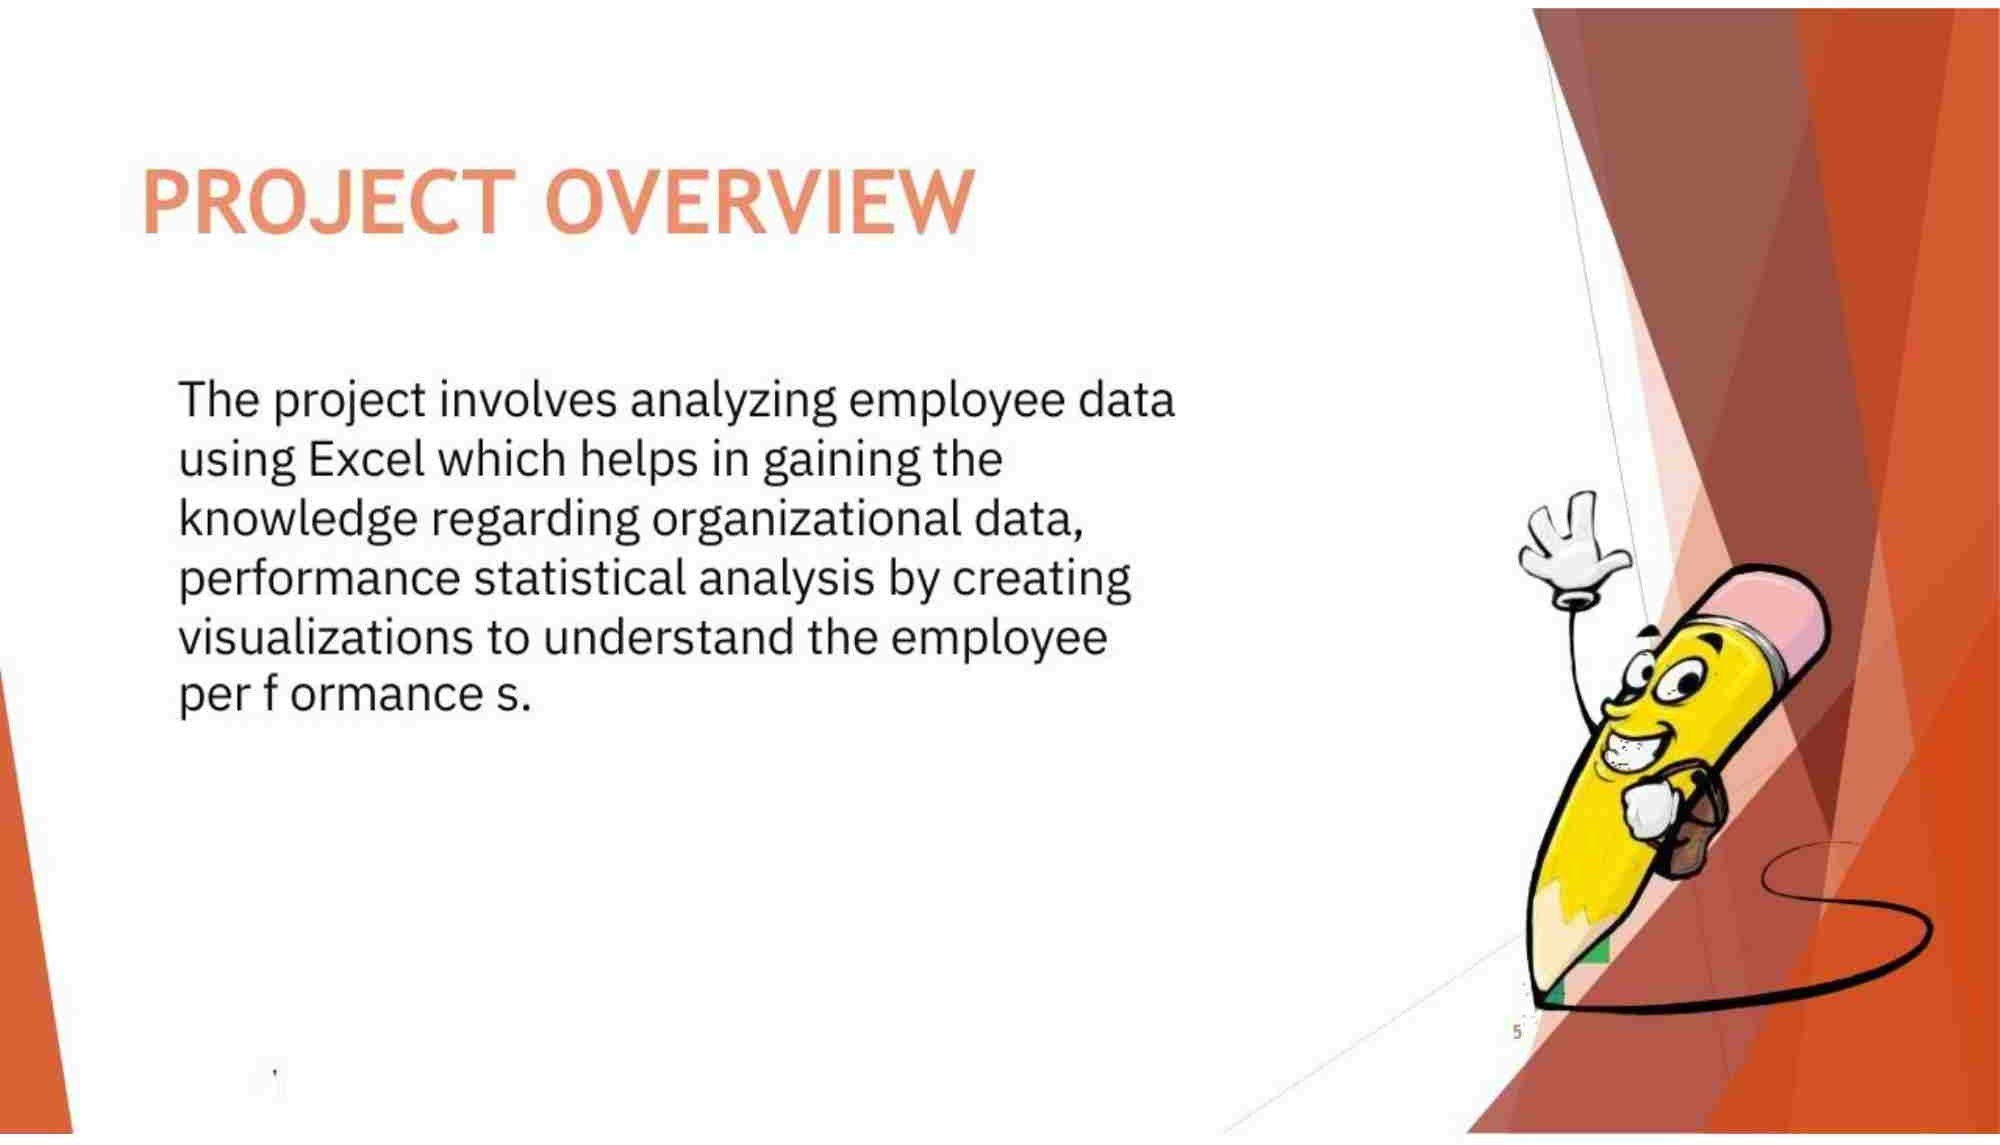 PROJECT OVERVIEW
The project involves analyzing employee data
using Excel which helps in gaining the
knowledge regarding organizational data,
performance statistical analysis by creating
visualizations to understand the employee
per f ormance s.
5